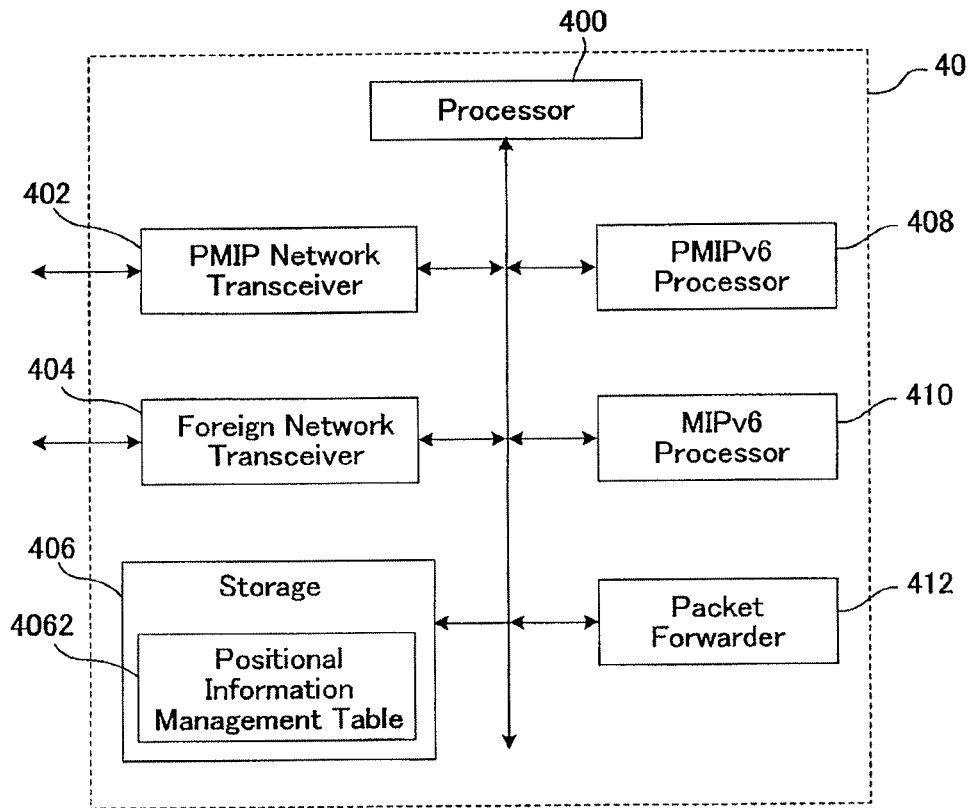 400
40
Processor
402
PMIP Network
Transceiver
408
PMIPv6
Processor
404
Foreign Network
Transceiver
410
MIPv6
Processor
406
Storage
4062
Positional
Information
Management Table
412
Packet
Forwarder